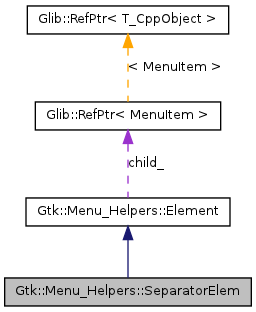 Glib::RefPtr< T_CppObject >
< MenuItem >
Glib::RefPtr< MenuItem >
child_
Gtk::Menu_Helpers::Element
Gtk::Menu_Helpers::SeparatorElem